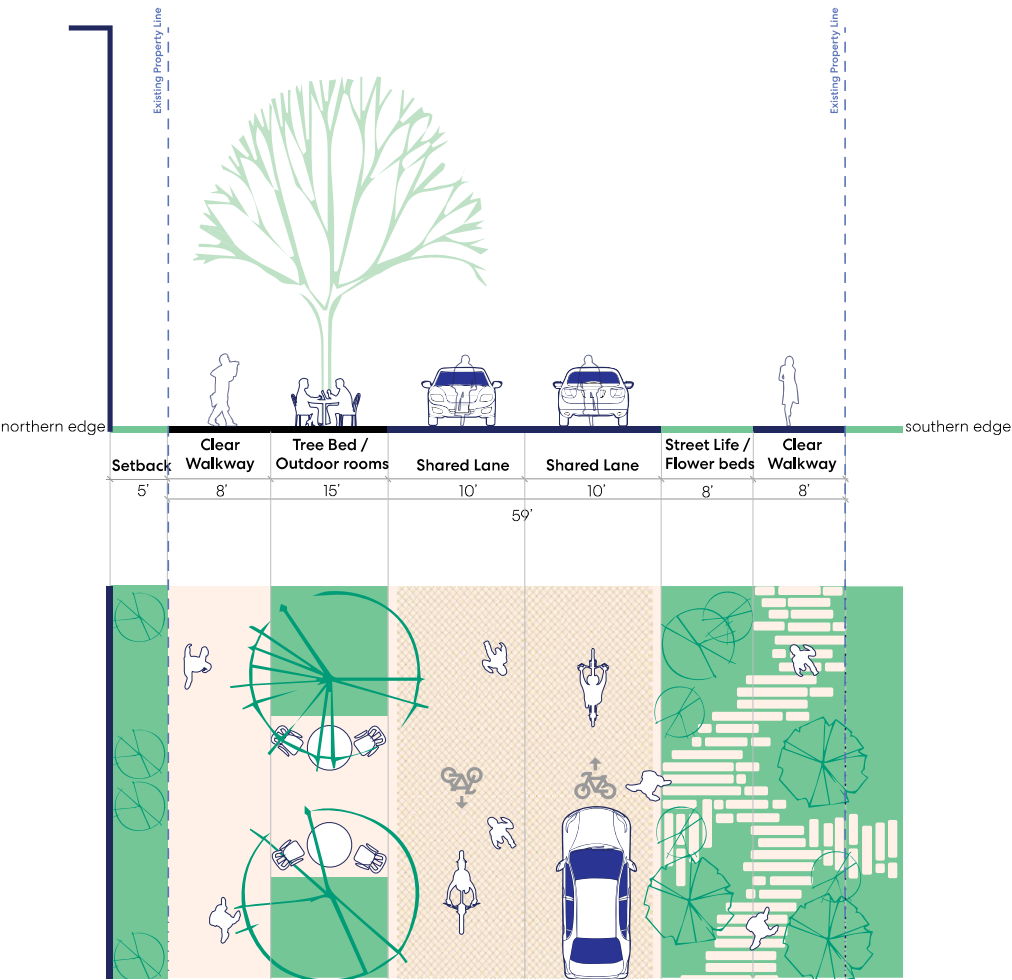 Existing Property Line
Existing Property Line
northern edge
southern edge
Setback
Clear
Walkway
Tree Bed /
Outdoor rooms
Shared Lane
Shared Lane
Street Life /
Flower beds
Clear
Walkway
5'
8'
15'
10'
10'
8'
8'
59'